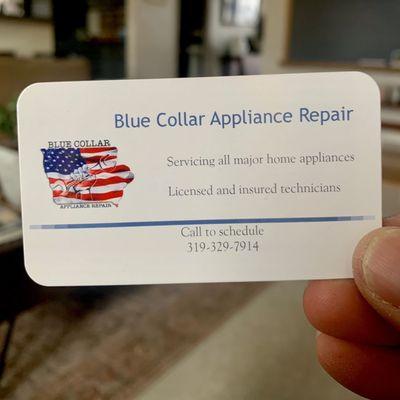 Blue Collar Appliance Repair
BLUE COLLAR
APPLIANCE REPAIR
Servicing all major home appliances
Licensed and insured technicians
Call to schedule
319-329-7914